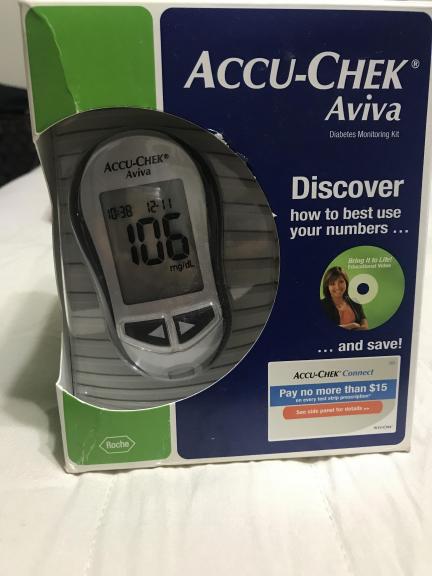 ACCU-CHEK®
Aviva
Diabetes Monitoring Kit
ACCU-CHEK®
Aviva
10:38 12-11
106
mg/dL
Discover
how to best use
your numbers ...
Bring It to Life!
Educational Video
... and save!
ACCU-CHEK® Connect
Pay no more than $15
on every test strip prescription*
See side panel for details
Roche